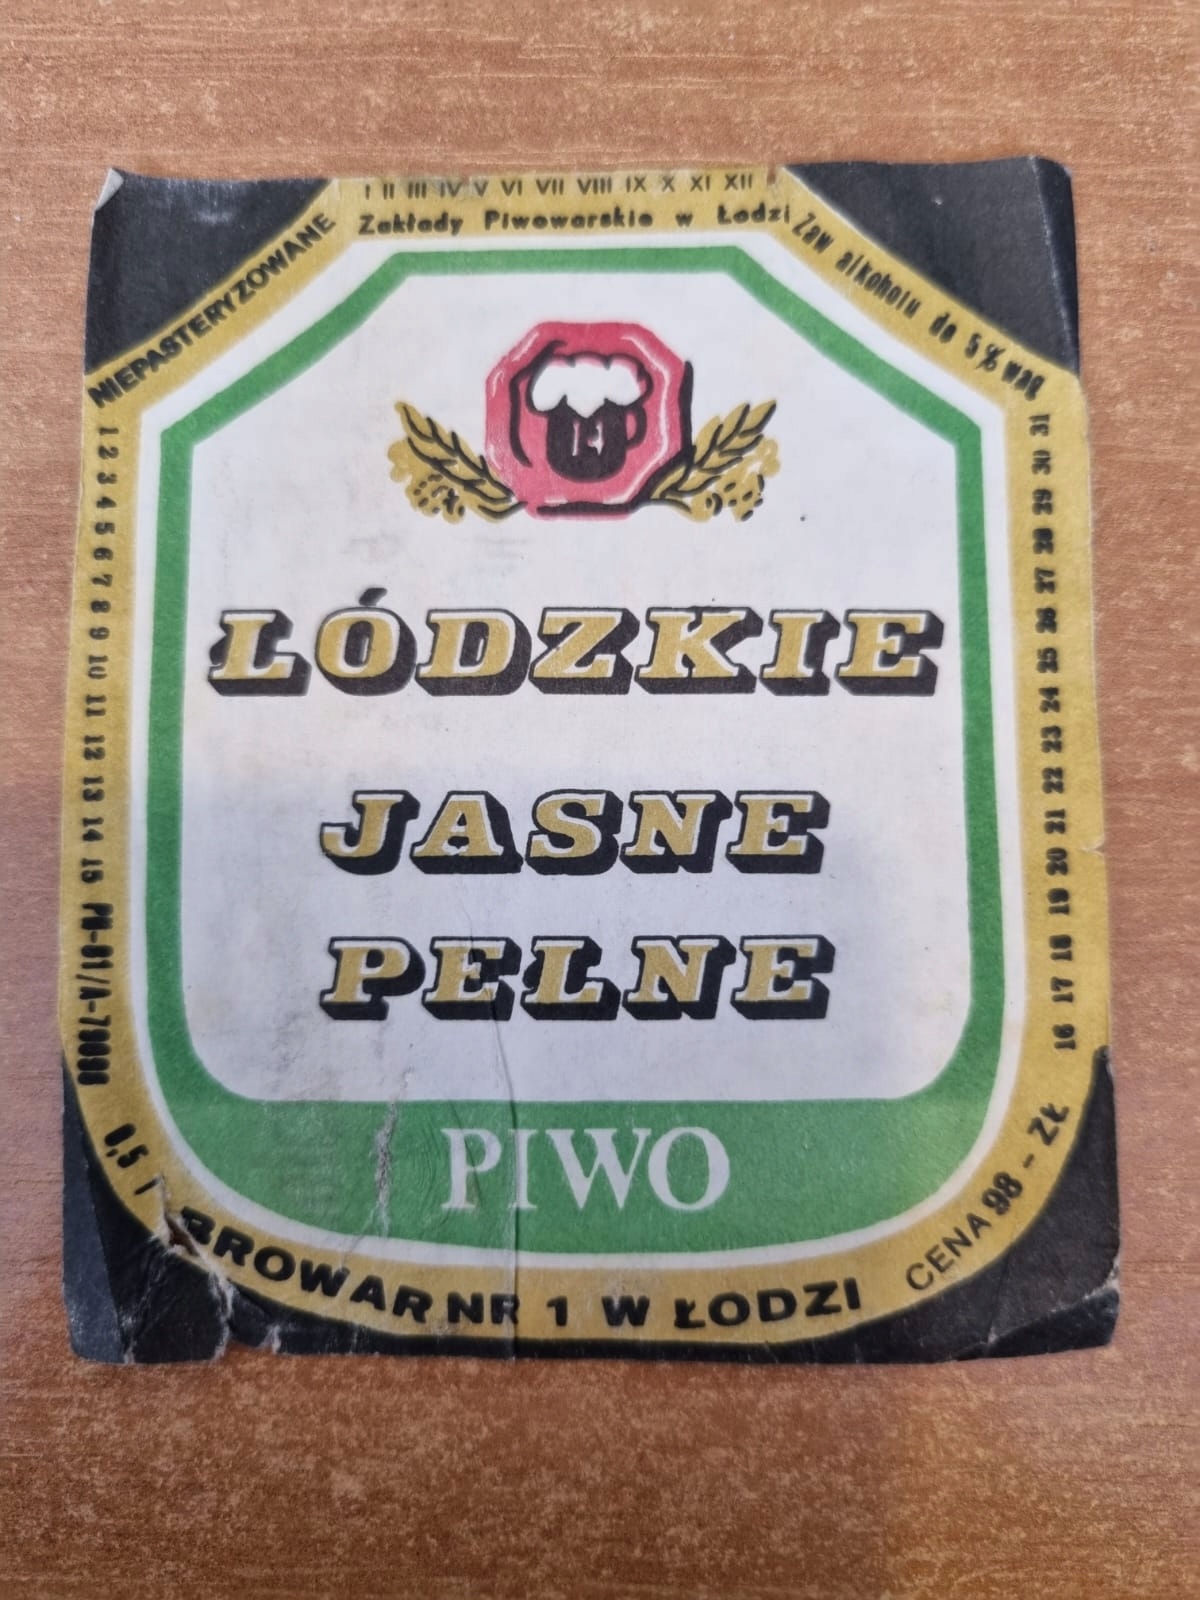 I II III IV V VI VII VIII IX X XI XII
Zakłady Piwowarskie w Łodzi
NIEPASTERYZOWANE
Zaw alkoholu do 5% wag
ŁÓDZKIE
JASNE
PEŁNE
PIWO
1 2 3 4 5 6 7 8 9 10 11 12 13 14 15 PN-81/A-79098
0,5 l
BROWAR NR 1 W ŁODZI
CENA 98 - ZŁ
16 17 18 19 20 21 22 23 24 25 26 27 28 29 30 31